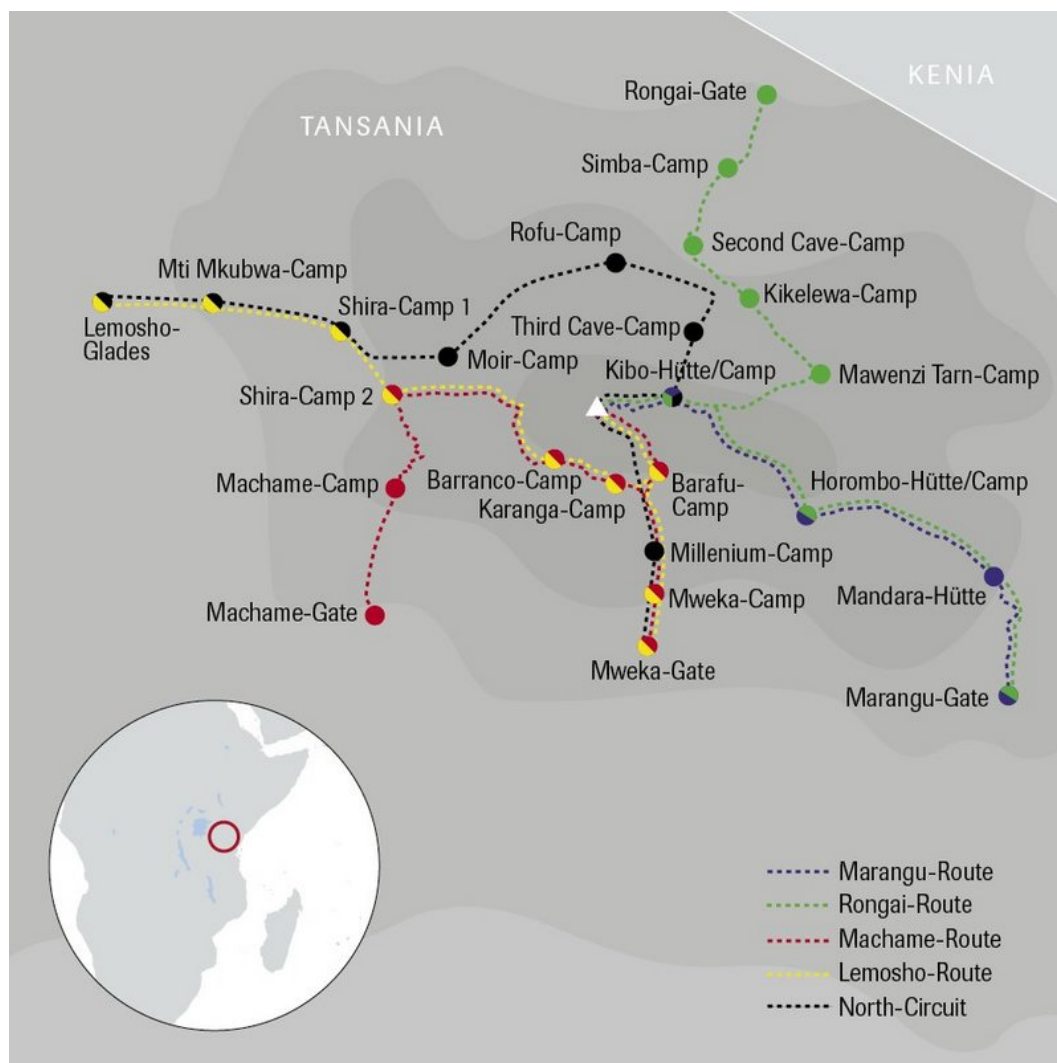 KENIA
Rongai-Gate
TANSANIA
Simba-Camp
Rofu-Camp
Second Cave-Camp
Mti Mkubwa-Camp
Kikelewa-Camp
Shira-Camp 1
Third Cave-Camp
Lemosho-
Glades
Moir-Camp
Kibo-Hütte/Camp
Mawenzi Tarn-Camp
Shira-Camp 2
Machame-Camp
Barranco-Camp
Karanga-Camp
Barafu-
Camp
Horombo-Hütte/Camp
Millenium-Camp
Mweka-Camp
Mandara-Hütte
Machame-Gate
Mweka-Gate
Marangu-Gate
Marangu-Route
Rongai-Route
Machame-Route
Lemosho-Route
North-Circuit